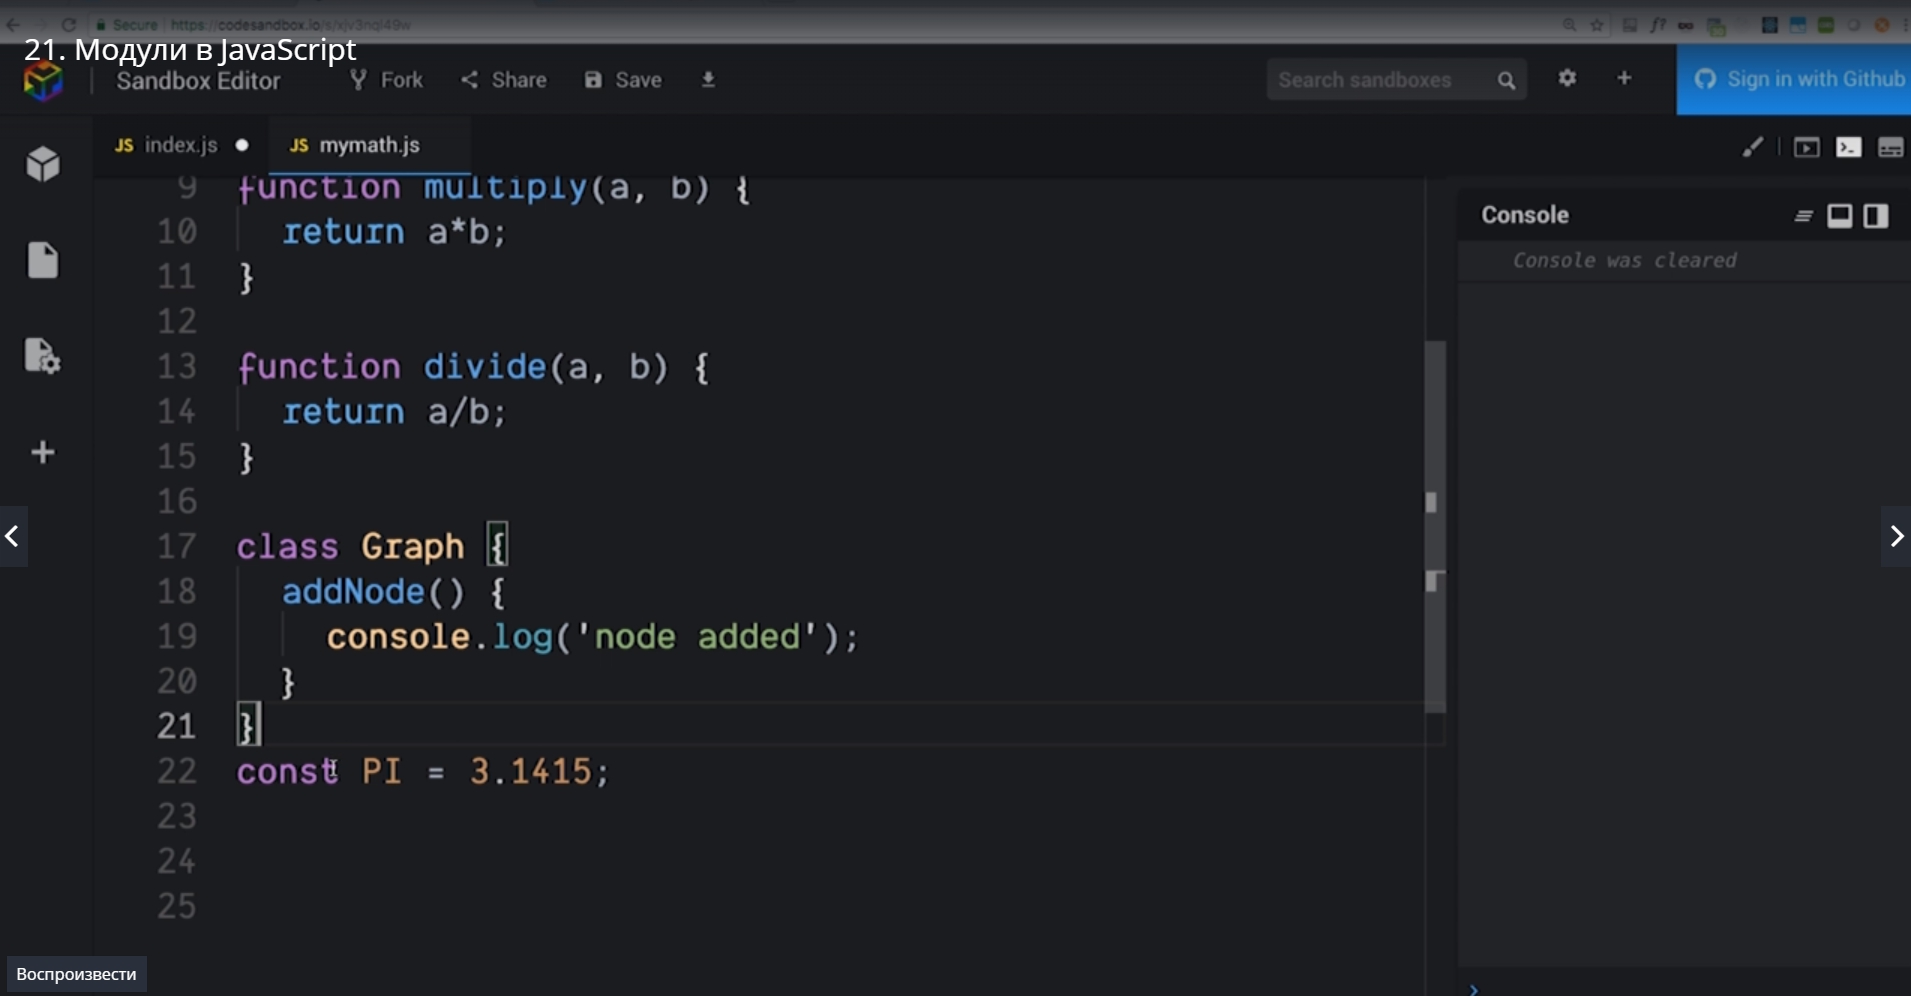 Secure https://codesandbox.io/s/xjv3nql49w
21. Модули в JavaScript
Sandbox Editor Fork Share Save Search sandboxes Sign in with Github
JS index.js JS mymath.js
9 function multiply(a, b) {
10 return a*b;
11 }
12
13 function divide(a, b) {
14 return a/b;
15 }
16
17 class Graph {
18 addNode() {
19 console.log('node added');
20 }
21 }
22 const PI = 3.1415;
23
24
25
Console
Console was cleared
Воспроизвести